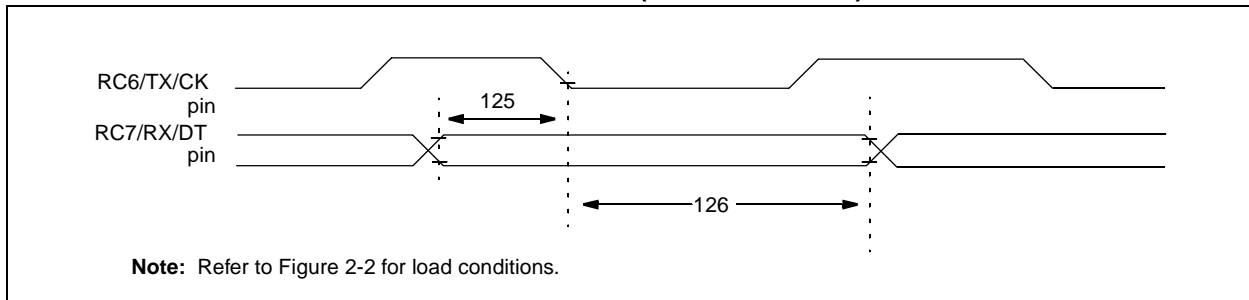 RC6/TX/CK
pin
125
RC7/RX/DT
pin
126
Note: Refer to Figure 2-2 for load conditions.